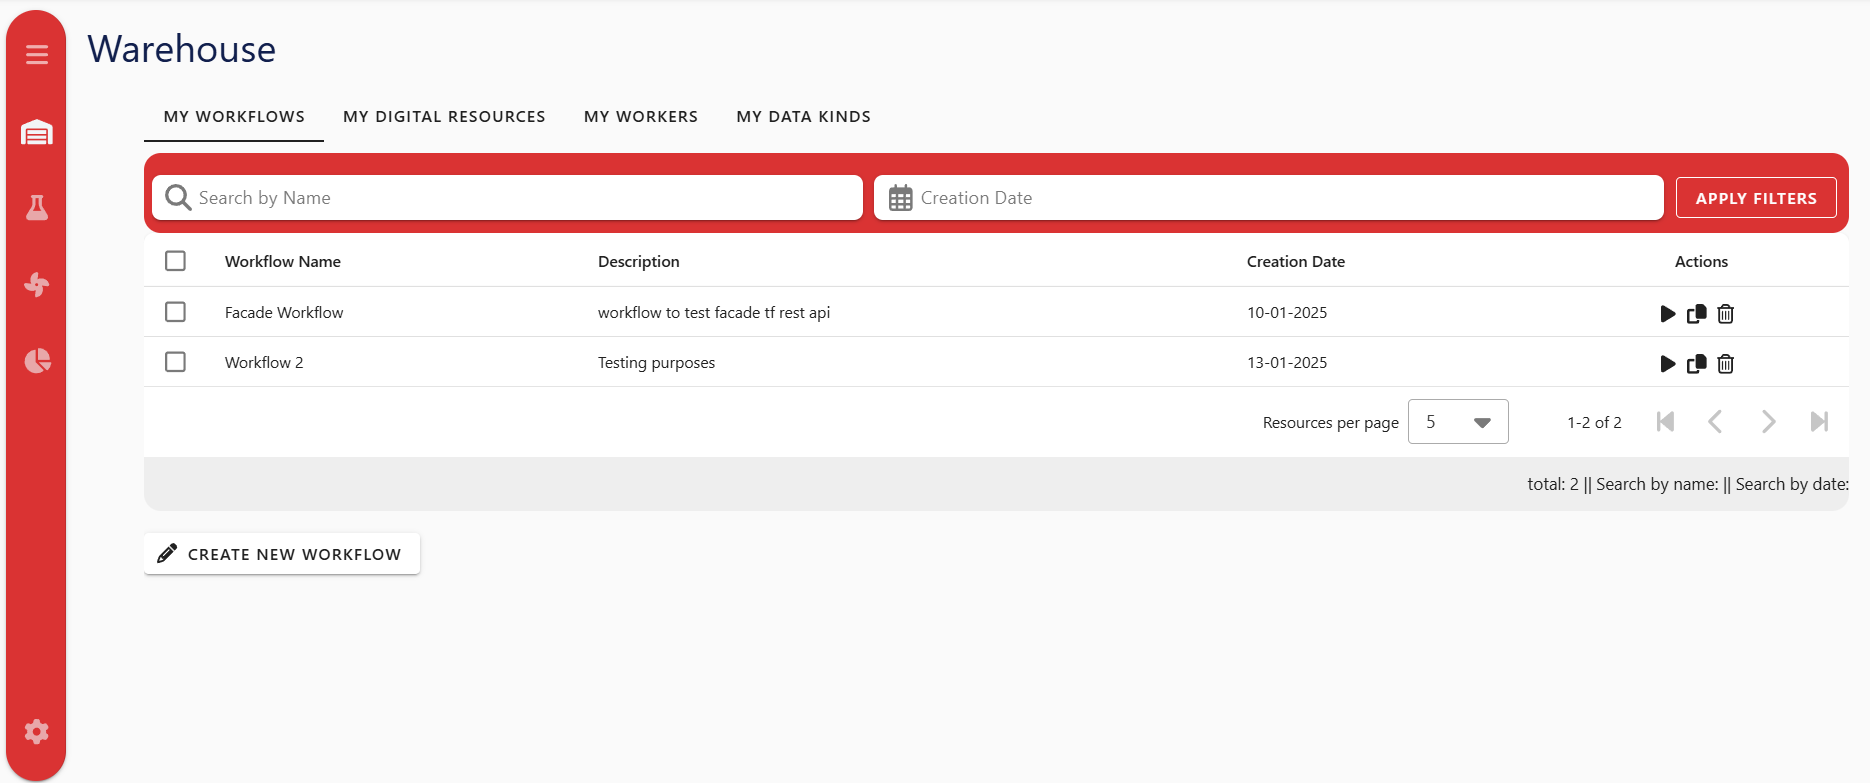 Warehouse
MY WORKFLOWS MY DIGITAL RESOURCES MY WORKERS MY DATA KINDS
Search by Name Creation Date APPLY FILTERS
Workflow Name Description Creation Date Actions
Facade Workflow workflow to test facade tf rest api 10-01-2025
Workflow 2 Testing purposes 13-01-2025
Resources per page 5 1-2 of 2
total: 2 || Search by name: || Search by date:
CREATE NEW WORKFLOW